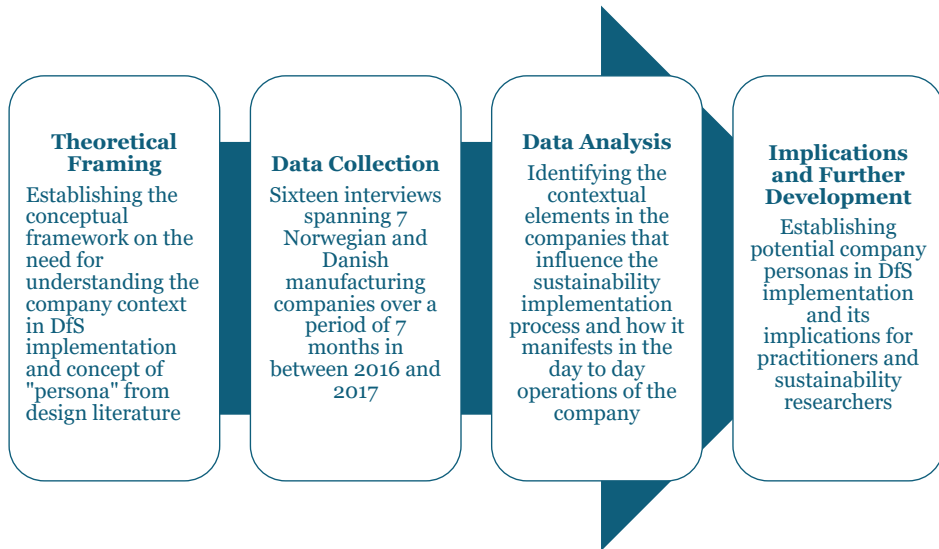 Theoretical
Framing
Establishing the
conceptual
framework on the
need for
understanding the
company context
in DfS
implementation
and concept of
"persona" from
design literature
Data Collection
Sixteen interviews
spanning 7
Norwegian and
Danish
manufacturing
companies over a
period of 7
months in
between 2016 and
2017
Data Analysis
Identifying the
contextual
elements in the
companies that
influence the
sustainability
implementation
process and how it
manifests in the
day to day
operations of the
company
Implications
and Further
Development
Establishing
potential company
personas in DfS
implementation
and its
implications for
practitioners and
sustainability
researchers